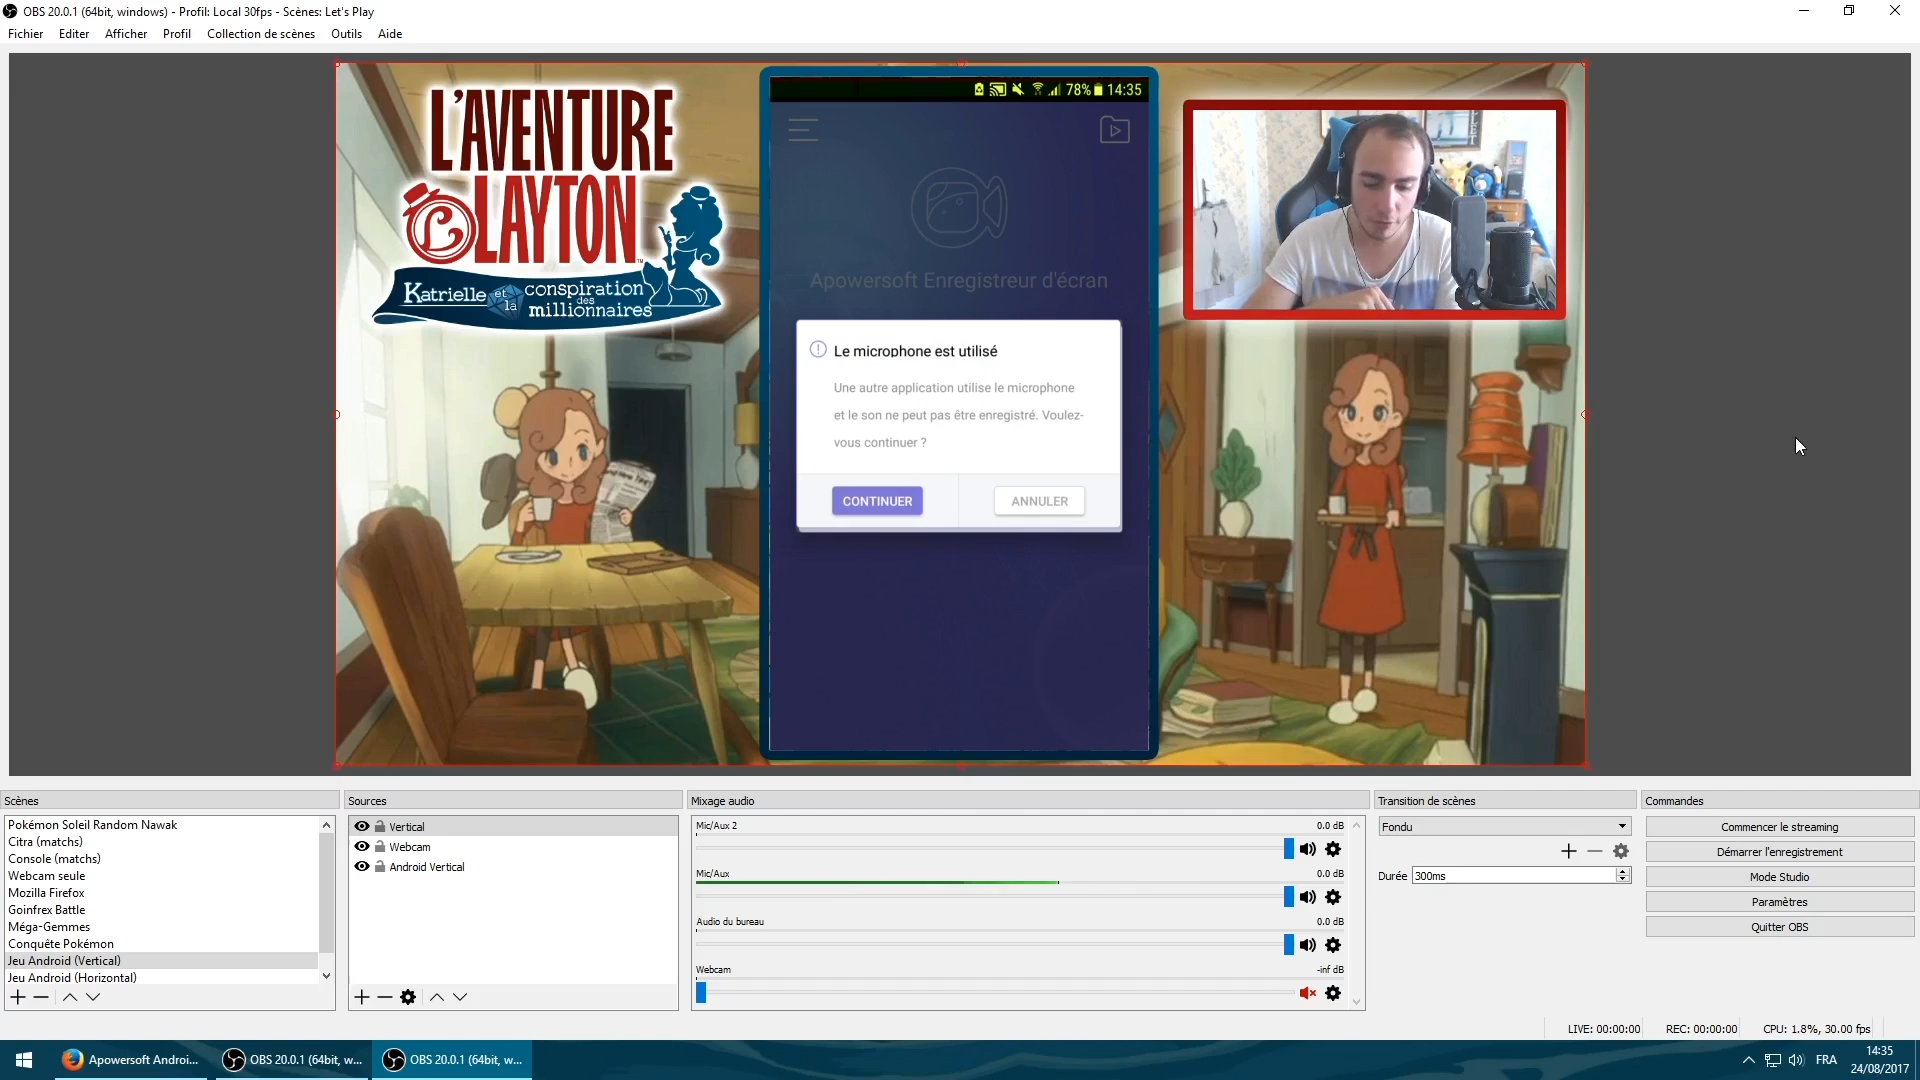 OBS 20.0.1 (64bit, windows) - Profil: Local 30fps - Scènes: Let's Play
Fichier Editer Afficher Profil Collection de scènes Outils Aide
L'AVENTURE
LAYTON
Katrielle et la conspiration des millionnaires
78% 14:35
Apowersoft Enregistreur d'écran
Le microphone est utilisé
Une autre application utilise le microphone
et le son ne peut pas être enregistré. Voulez-
vous continuer ?
CONTINUER ANNULER
Scènes
Pokémon Soleil Random Nawak
Citra (matchs)
Console (matchs)
Webcam seule
Mozilla Firefox
Goinfrex Battle
Méga-Gemmes
Conquête Pokémon
Jeu Android (Vertical)
Jeu Android (Horizontal)
Sources
Vertical
Webcam
Android Vertical
Mixage audio
Mic/Aux 2 0.0 dB
Mic/Aux 0.0 dB
Audio du bureau 0.0 dB
Webcam -inf dB
Transition de scènes
Fondu
Durée 300ms
Commandes
Commencer le streaming
Démarrer l'enregistrement
Mode Studio
Paramètres
Quitter OBS
LIVE: 00:00:00 REC: 00:00:00 CPU: 1.8%, 30.00 fps
Apowersoft Androi... OBS 20.0.1 (64bit, w... OBS 20.0.1 (64bit, w... FRA
14:35
24/08/2017